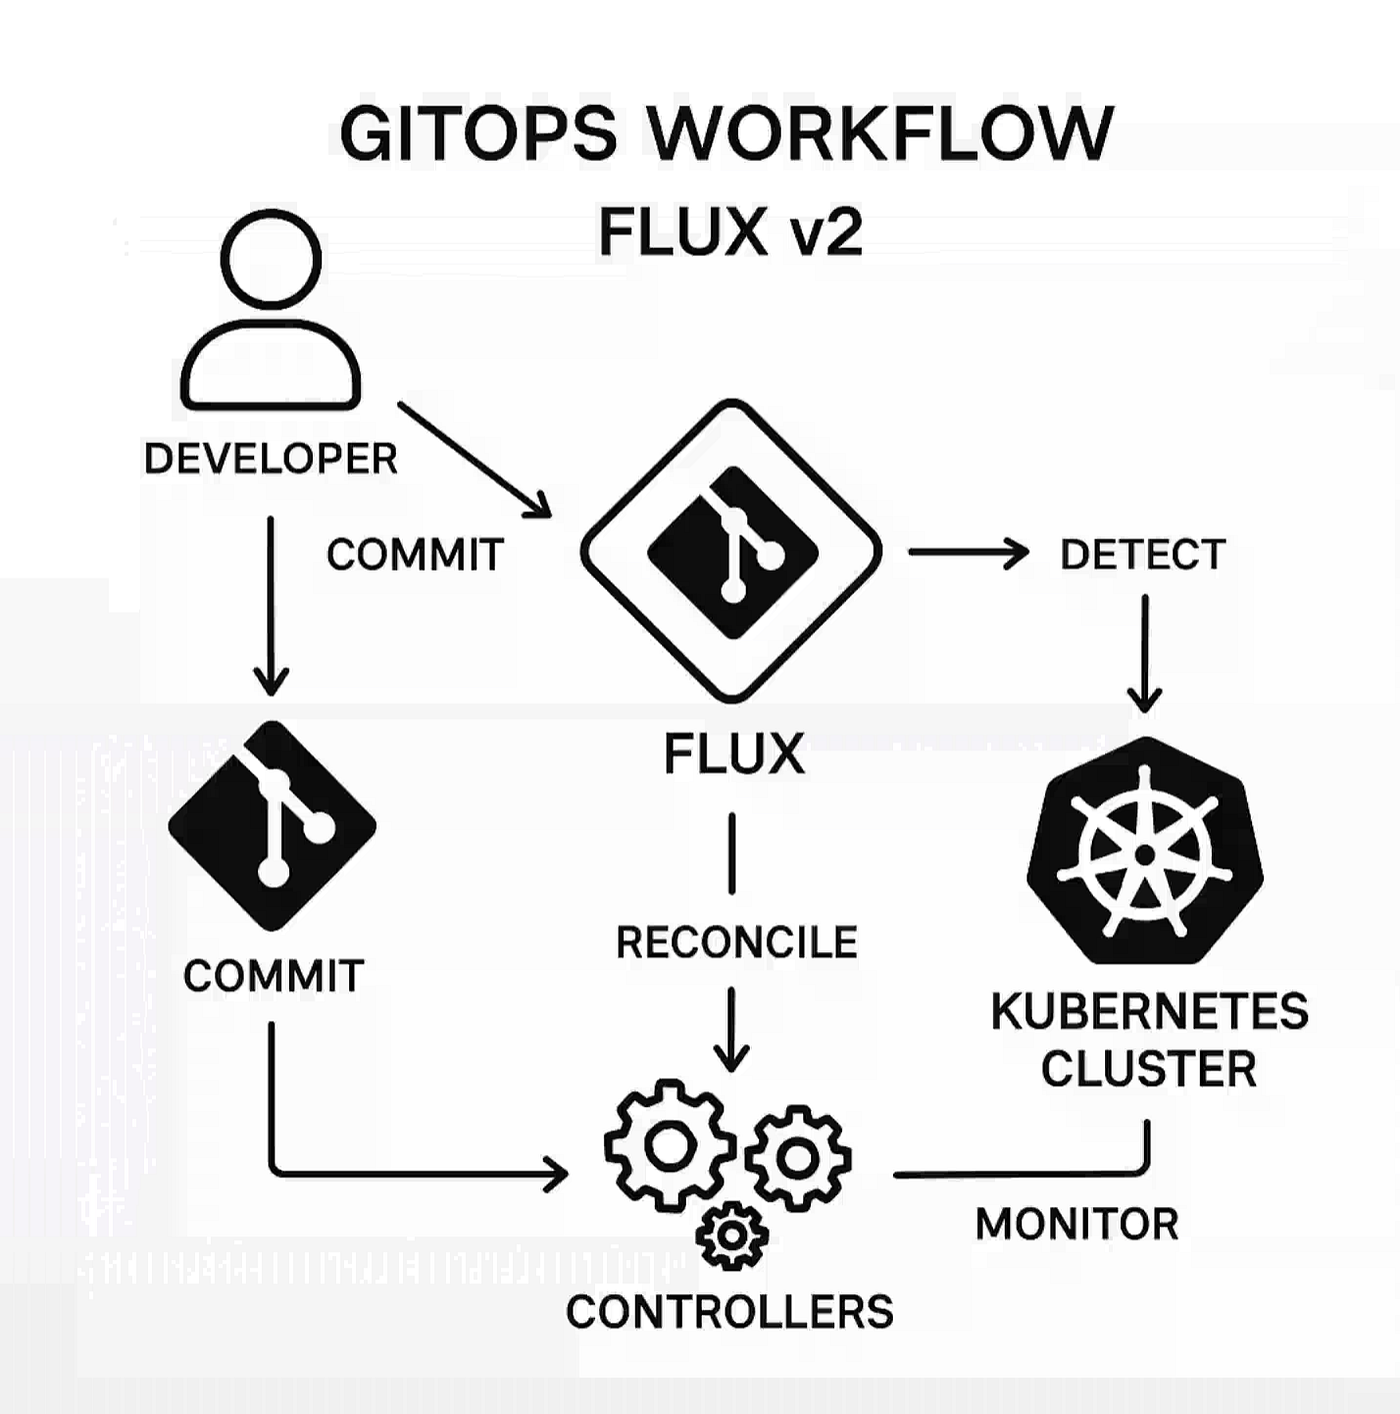 GITOPS WORKFLOW
FLUX v2
DEVELOPER
COMMIT
DETECT
FLUX
COMMIT
RECONCILE
KUBERNETES
CLUSTER
MONITOR
CONTROLLERS